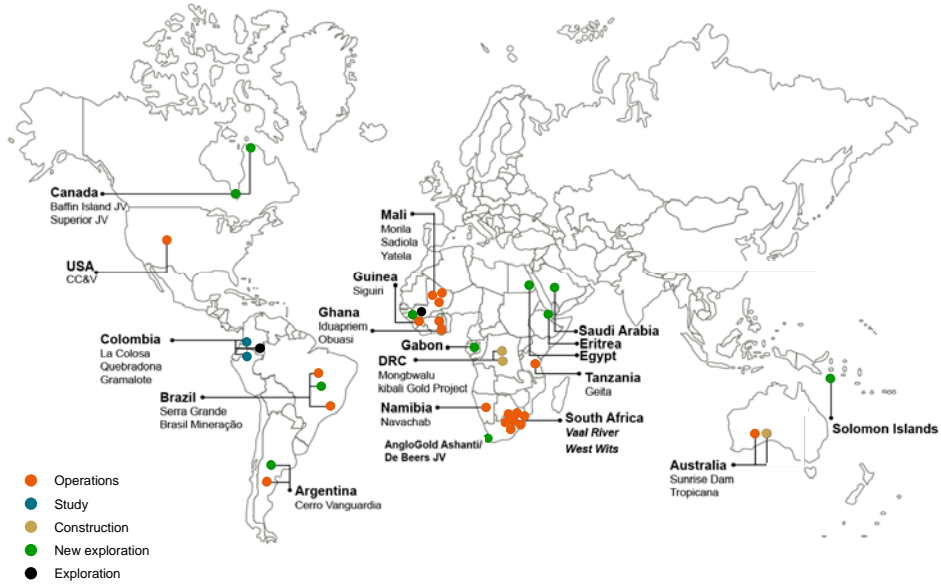 Canada
Baffin Island JV
Superior JV
USA
CC&V
Colombia
La Colosa
Quebradona
Gramalote
Brazil
Serra Grande
Brasil Mineração
Argentina
Cerro Vanguardia
Mali
Morila
Sadiola
Yatela
Guinea
Siguiri
Ghana
Iduapriem
Obuasi
Gabon
DRC
Mongbwalu
kibali Gold Project
Namibia
Navachab
AngloGold Ashanti/
De Beers JV
Saudi Arabia
Eritrea
Egypt
Tanzania
Geita
South Africa
Vaal River
West Wits
Solomon Islands
Australia
Sunrise Dam
Tropicana
Operations
Study
Construction
New exploration
Exploration